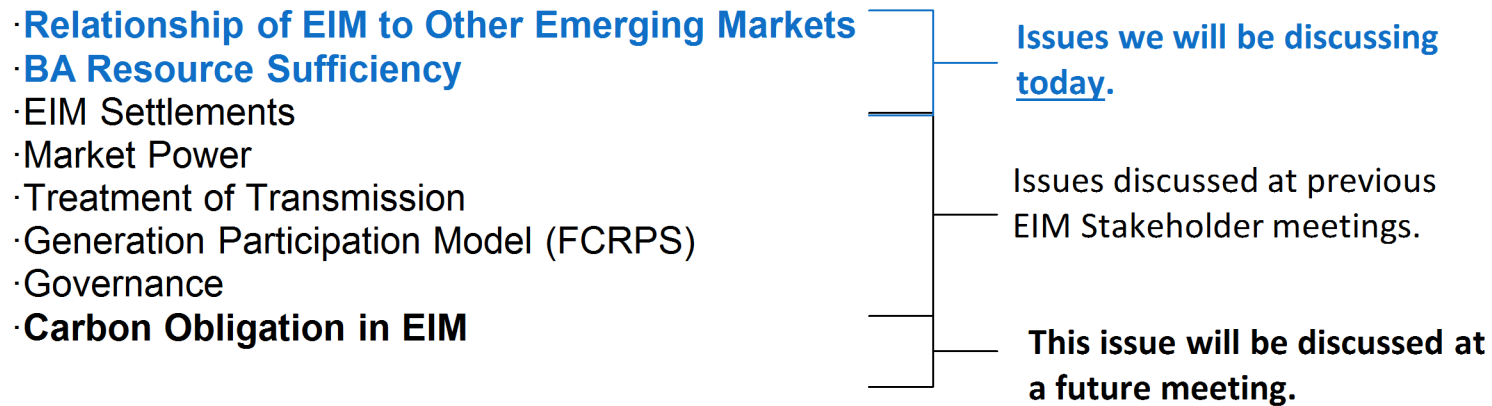 ·Relationship of EIM to Other Emerging Markets
·BA Resource Sufficiency
·EIM Settlements
·Market Power
·Treatment of Transmission
·Generation Participation Model (FCRPS)
·Governance
·Carbon Obligation in EIM
Issues we will be discussing
today.
Issues discussed at previous
EIM Stakeholder meetings.
This issue will be discussed at
a future meeting.